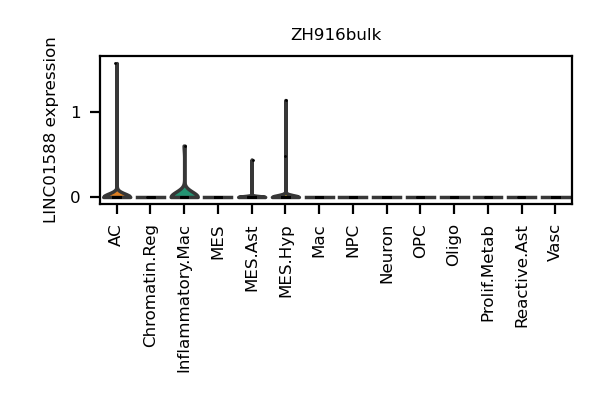 ZH916bulk
LINC01588 expression
1
0
AC
Chromatin.Reg
Inflammatory.Mac
MES
MES.Ast
MES.Hyp
Mac
NPC
Neuron
OPC
Oligo
Prolif.Metab
Reactive.Ast
Vasc